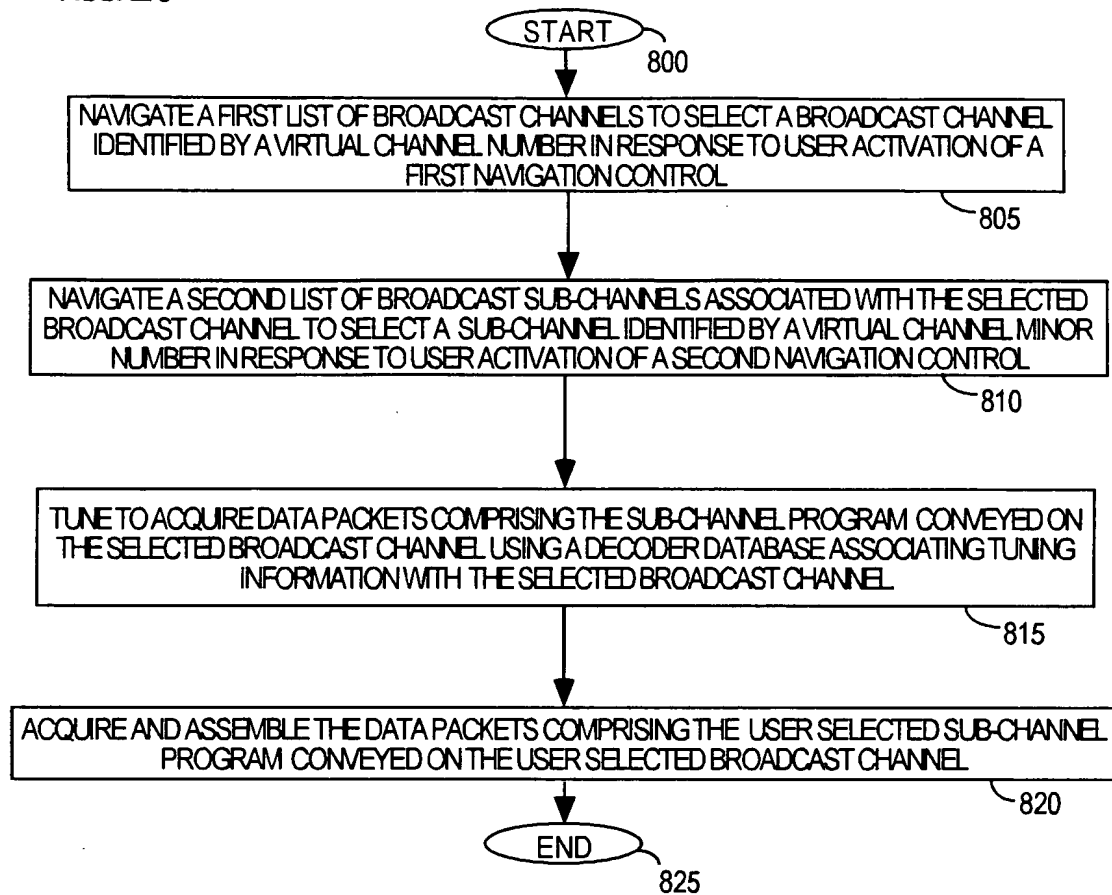 START
800
NAVIGATE A FIRST LIST OF BROADCAST CHANNELS TO SELECT A BROADCAST CHANNEL
IDENTIFIED BY A VIRTUAL CHANNEL NUMBER IN RESPONSE TO USER ACTIVATION OF A
FIRST NAVIGATION CONTROL
805
NAVIGATE A SECOND LIST OF BROADCAST SUB-CHANNELS ASSOCIATED WITH THE SELECTED
BROADCAST CHANNEL TO SELECT A SUB-CHANNEL IDENTIFIED BY A VIRTUAL CHANNEL MINOR
NUMBER IN RESPONSE TO USER ACTIVATION OF A SECOND NAVIGATION CONTROL
810
TUNE TO ACQUIRE DATA PACKETS COMPRISING THE SUB-CHANNEL PROGRAM CONVEYED ON
THE SELECTED BROADCAST CHANNEL USING A DECODER DATABASE ASSOCIATING TUNING
INFORMATION WITH THE SELECTED BROADCAST CHANNEL
815
ACQUIRE AND ASSEMBLE THE DATA PACKETS COMPRISING THE USER SELECTED SUB-CHANNEL
PROGRAM CONVEYED ON THE USER SELECTED BROADCAST CHANNEL
820
END
825